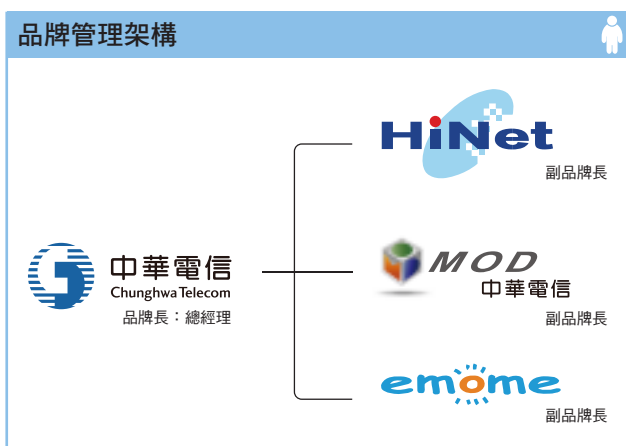 品牌管理架構
HiNet
副品牌長
中華電信
Chunghwa Telecom
品牌長：總經理
MOD
中華電信
副品牌長
emome
副品牌長